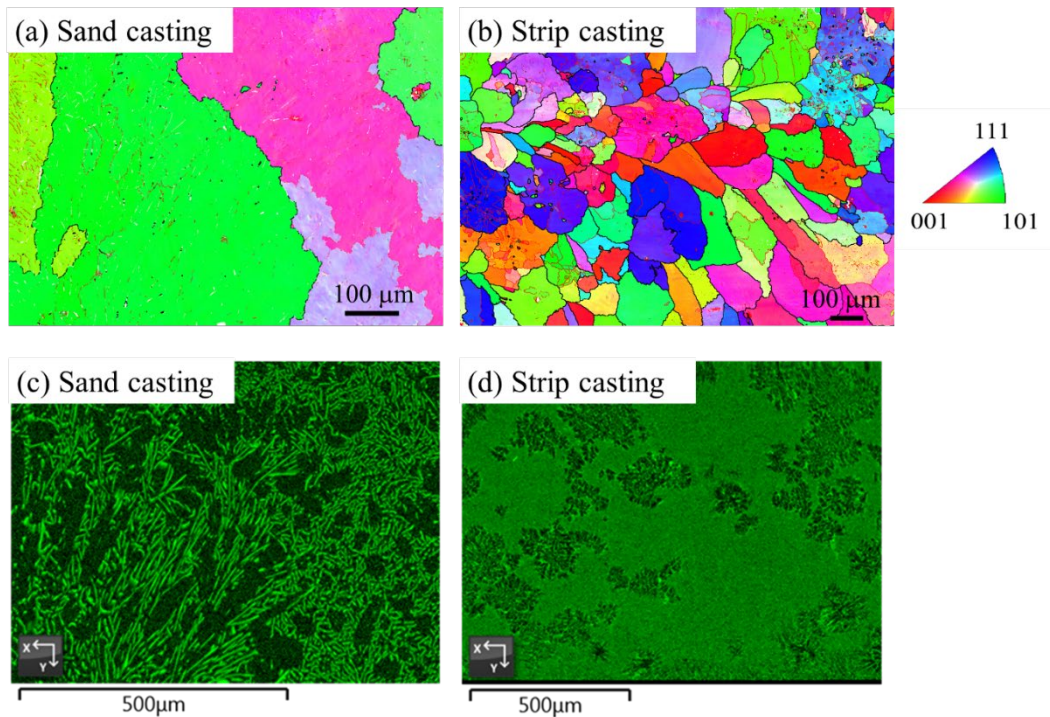 (a) Sand casting
(b) Strip casting
111
001
101
100 μm
100 μm
(c) Sand casting
(d) Strip casting
X
Y
X
Y
500μm
500μm